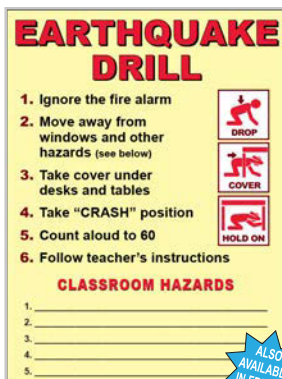 EARTHQUAKE
DRILL
1. Ignore the fire alarm
2. Move away from
windows and other
hazards (see below)
3. Take cover under
desks and tables
4. Take "CRASH" position
5. Count aloud to 60
6. Follow teacher's instructions
DROP
COVER
HOLD ON
CLASSROOM HAZARDS
1.
2.
3.
4.
5.
ALSO
AVAILABLE
IN